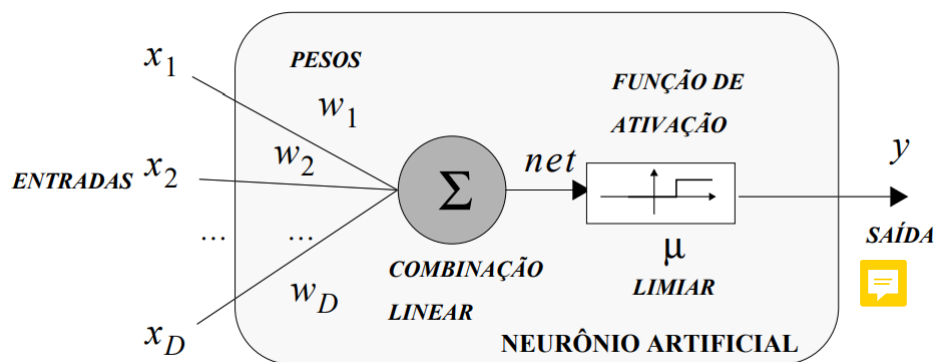 x1
PESOS
w1
FUNÇÃO DE
ATIVAÇÃO
ENTRADAS x2
w2
Σ
net
y
... ...
SAÍDA
COMBINAÇÃO
LINEAR
μ
LIMIAR
wD
xD
NEURÔNIO ARTIFICIAL